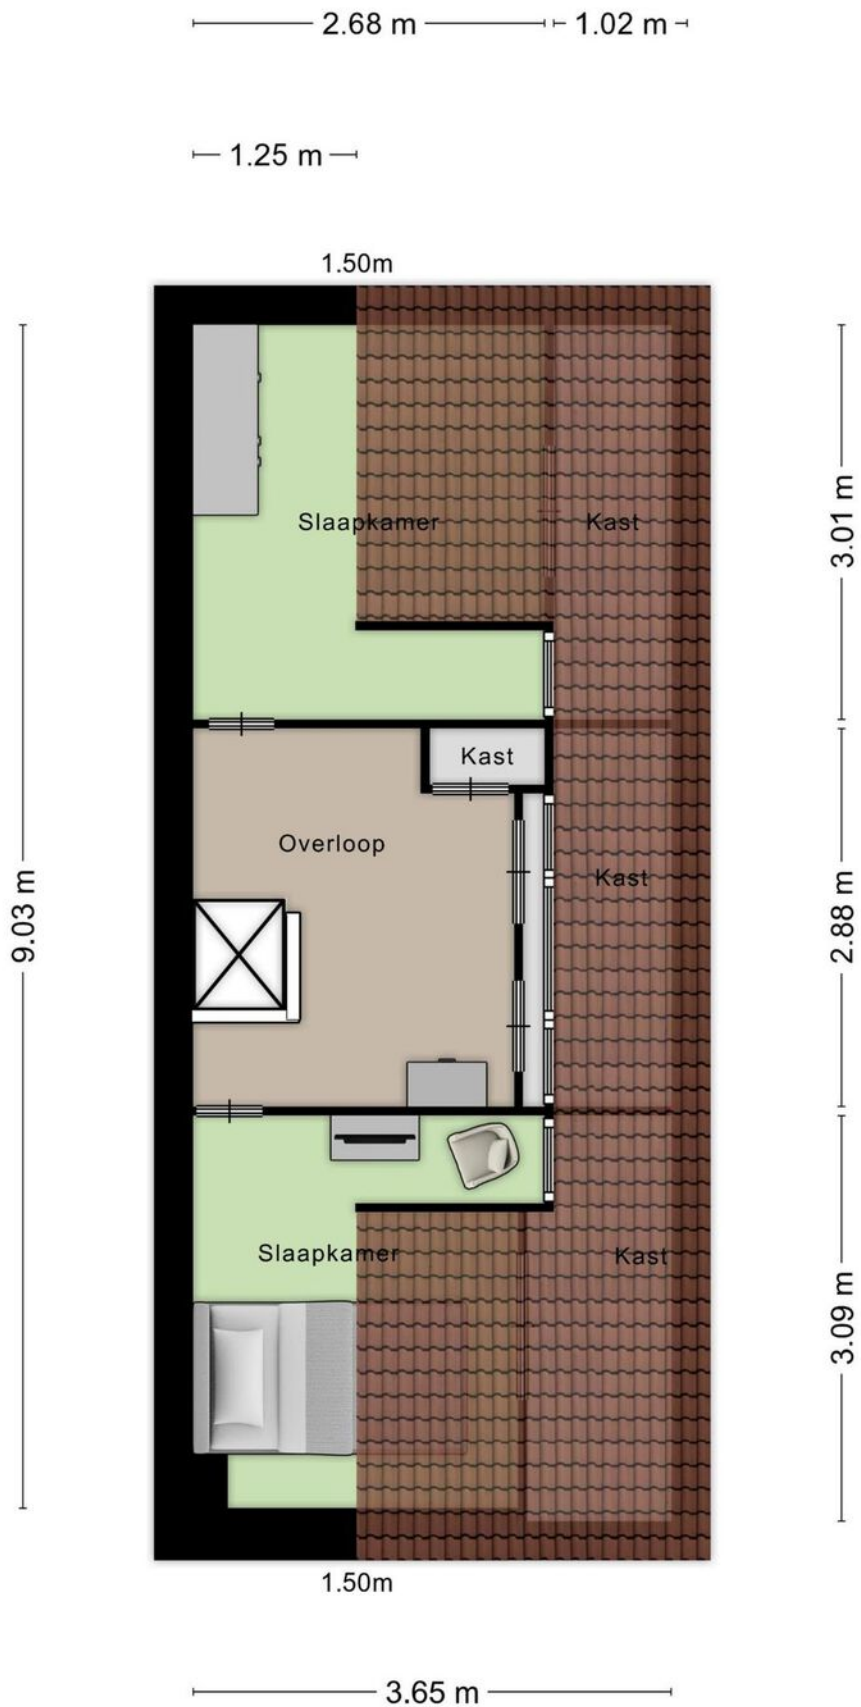 2.68 m
1.02 m
1.25 m
1.50m
Slaapkamer
Kast
3.01 m
Kast
Overloop
Kast
9.03 m
2.88 m
Slaapkamer
Kast
3.09 m
1.50m
3.65 m